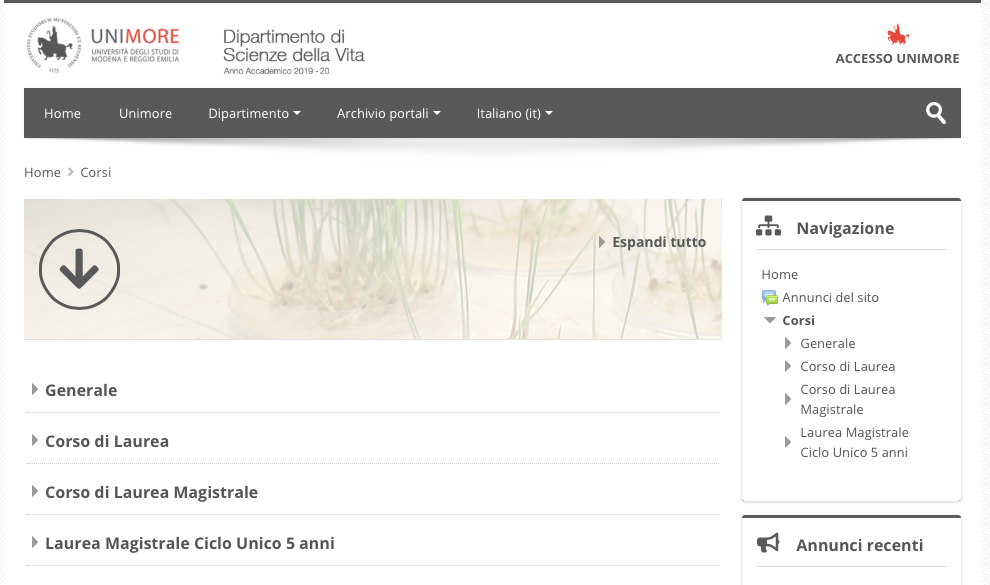 UNIMORE
UNIVERSITÀ DEGLI STUDI DI
MODENA E REGGIO EMILIA
1175
Dipartimento di
Scienze della Vita
Anno Accademico 2019 - 20
ACCESSO UNIMORE
Home Unimore Dipartimento Archivio portali Italiano (it)
Home Corsi
Espandi tutto
Generale
Corso di Laurea
Corso di Laurea Magistrale
Laurea Magistrale Ciclo Unico 5 anni
Navigazione
Home
Annunci del sito
Corsi
Generale
Corso di Laurea
Corso di Laurea
Magistrale
Laurea Magistrale
Ciclo Unico 5 anni
Annunci recenti